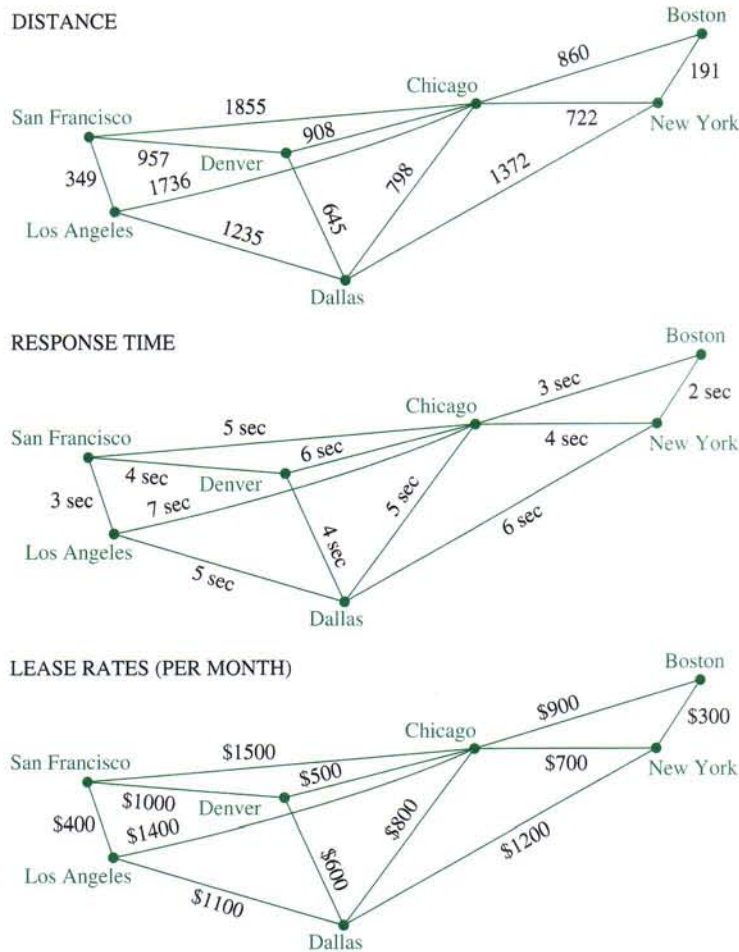 DISTANCE
Boston
860
191
Chicago
1855
San Francisco
908
722
New York
957
Denver
349
1736
798
1372
645
Los Angeles
1235
Dallas
RESPONSE TIME
Boston
3 sec
2 sec
Chicago
5 sec
San Francisco
6 sec
4 sec
New York
4 sec
Denver
3 sec
7 sec
5 sec
6 sec
4 sec
Los Angeles
5 sec
Dallas
LEASE RATES (PER MONTH)
Boston
$900
$300
Chicago
$1500
San Francisco
$500
$700
New York
$1000
Denver
$400
$1400
$800
$1200
$600
Los Angeles
$1100
Dallas